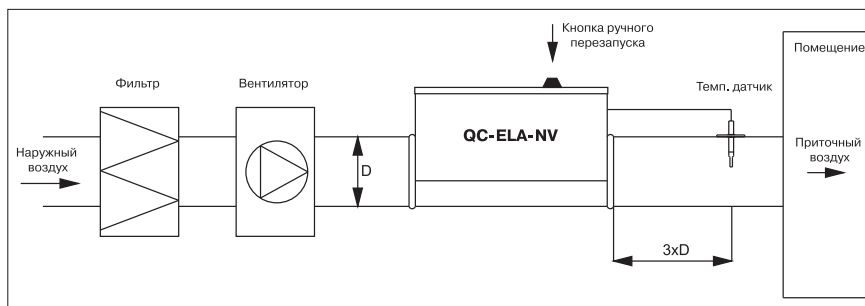 Кнопка ручного
перезапуска
Помещение
Фильтр
Вентилятор
Темп. датчик
QC-ELA-NV
Наружный
воздух
D
Приточный
воздух
3xD